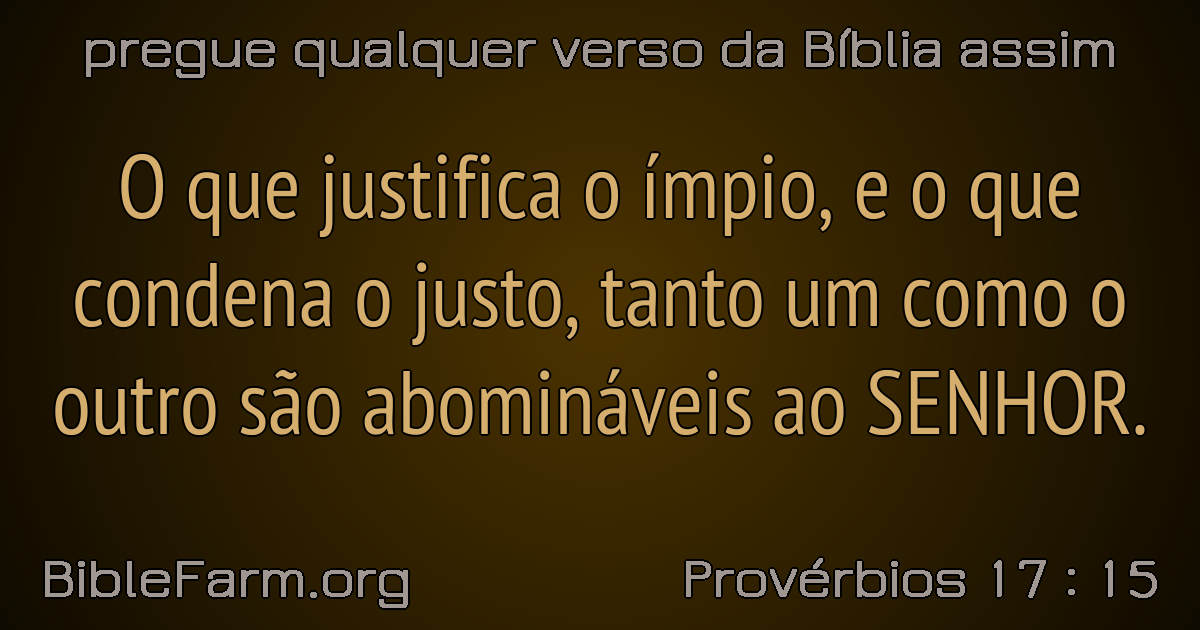 pregue qualquer verso da Bíblia assim
O que justifica o ímpio, e o que
condena o justo, tanto um como o
outro são abomináveis ao SENHOR.
BibleFarm.org
Provérbios 17 : 15